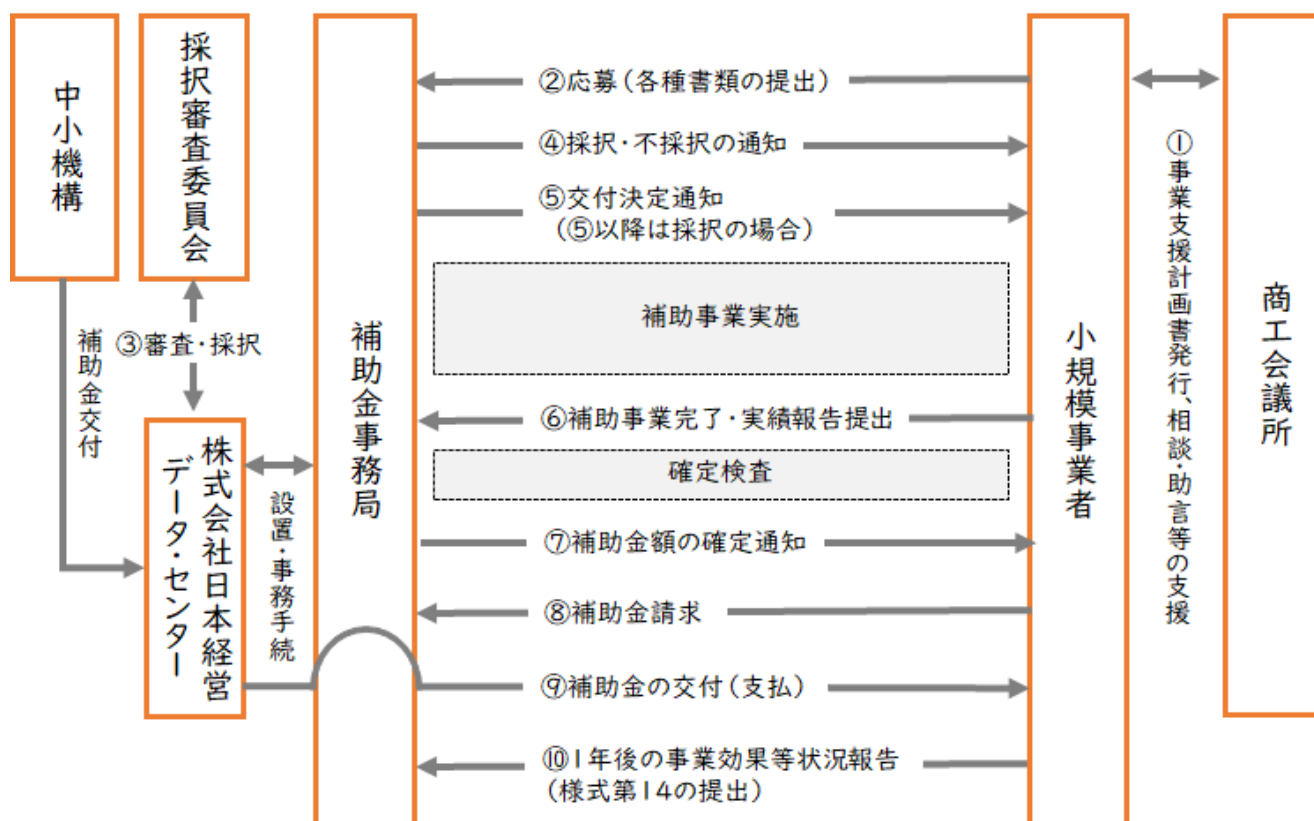 中小機構
採択審査委員会
補助金事務局
小規模事業者
商工会議所
②応募(各種書類の提出)
④採択・不採択の通知
⑤交付決定通知
(⑤以降は採択の場合)
補助事業実施
①事業支援計画書発行、相談・助言等の支援
③審査・採択
補助金交付
株式会社日本経営
データ・センター
設置・事務手続
⑥補助事業完了・実績報告提出
確定検査
⑦補助金額の確定通知
⑧補助金請求
⑨補助金の交付(支払)
⑩1年後の事業効果等状況報告
(様式第14の提出)